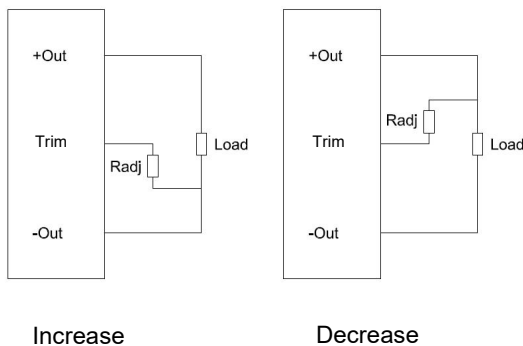 +Out
Trim
Radj
Load
-Out
Increase
+Out
Radj
Trim
Load
-Out
Decrease